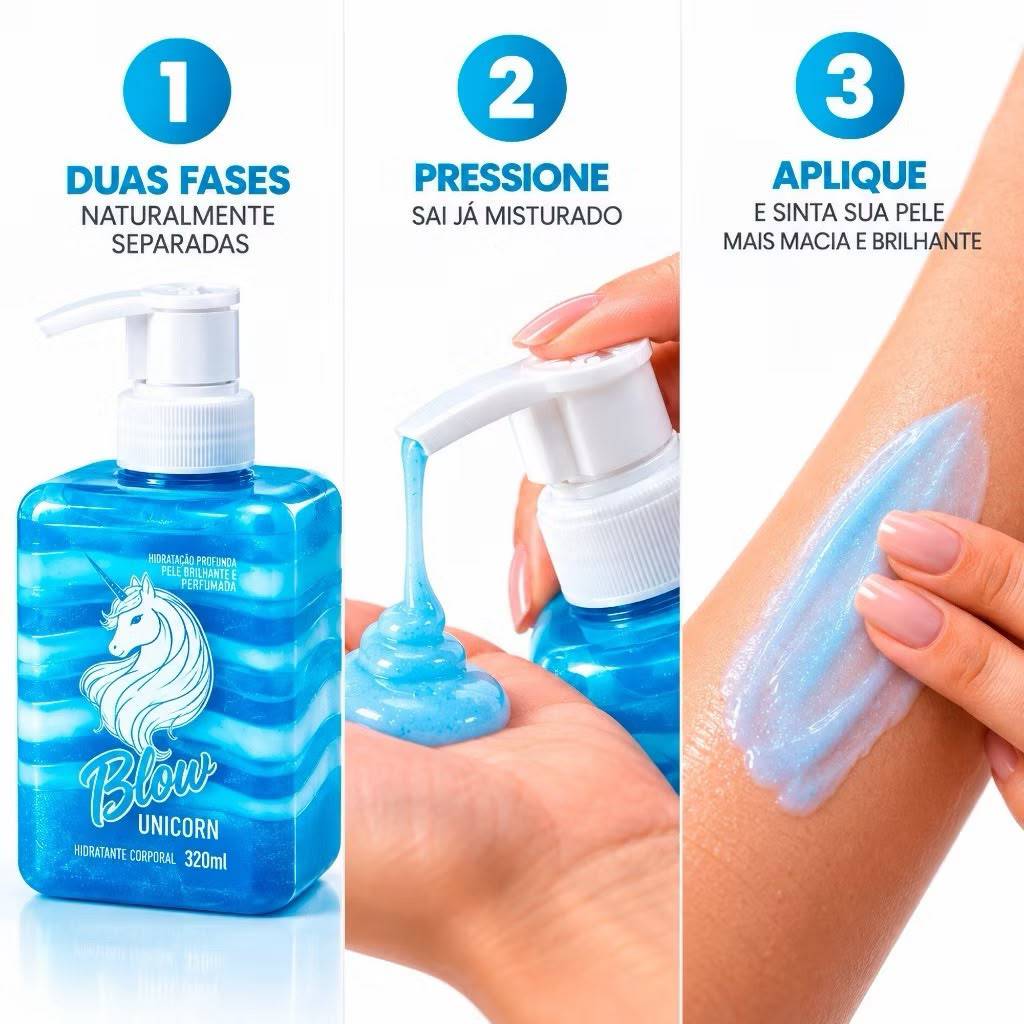 1
DUAS FASES
NATURALMENTE
SEPARADAS
HIDRATAÇÃO PROFUNDA
PELE BRILHANTE E
PERFUMADA
Blow
UNICORN
HIDRATANTE CORPORAL 320ml
2
PRESSIONE
SAI JÁ MISTURADO
3
APLIQUE
E SINTA SUA PELE
MAIS MACIA E BRILHANTE